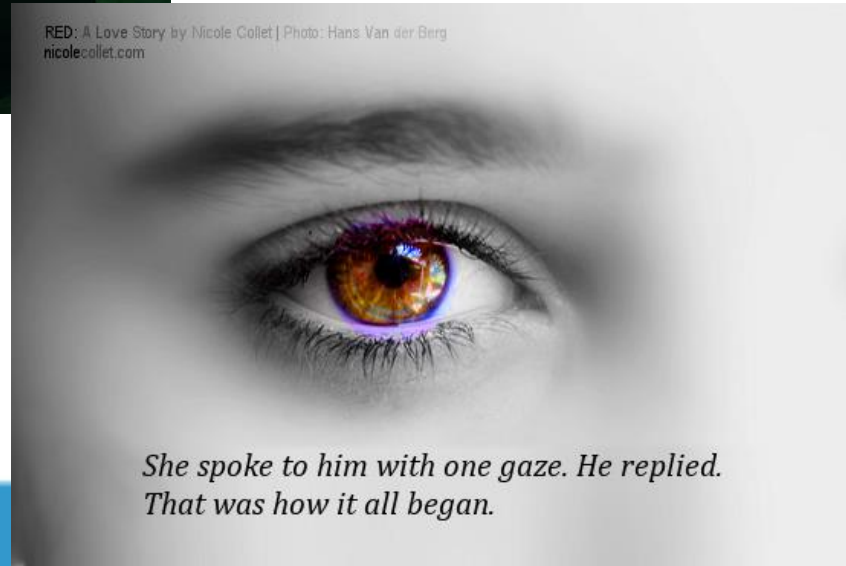 RED: A Love Story by Nicole Collet | Photo: Hans Van der Berg
nicolecollet.com
She spoke to him with one gaze. He replied.
That was how it all began.